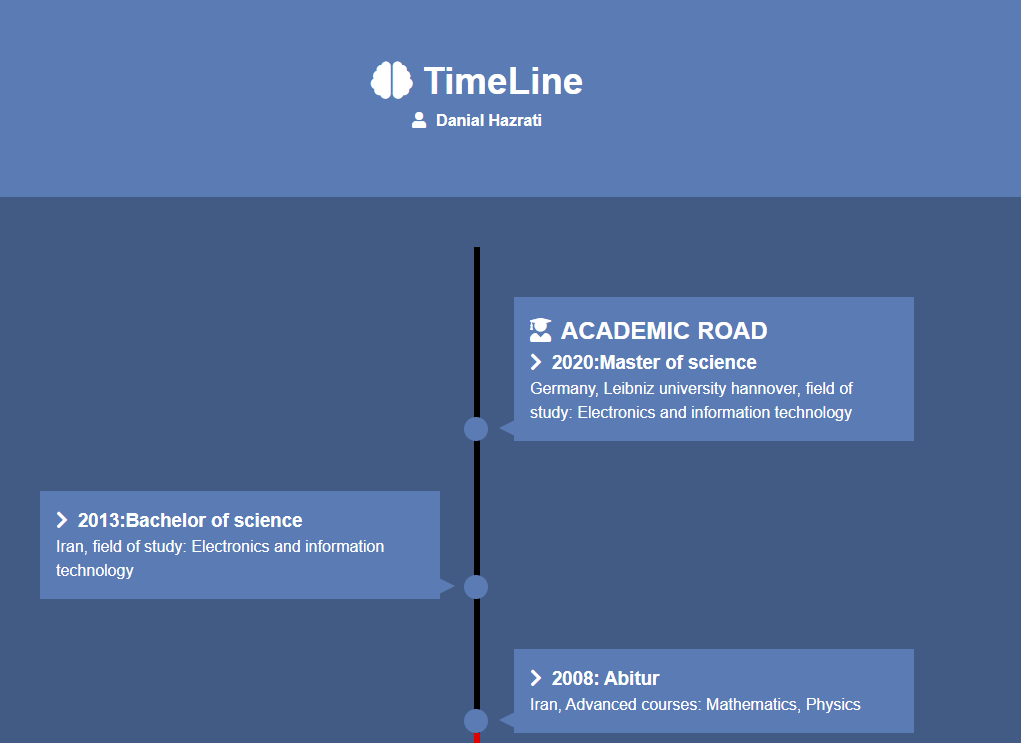 TimeLine
Danial Hazrati
ACADEMIC ROAD
2020:Master of science
Germany, Leibniz university hannover, field of
study: Electronics and information technology
2013:Bachelor of science
Iran, field of study: Electronics and information
technology
2008: Abitur
Iran, Advanced courses: Mathematics, Physics